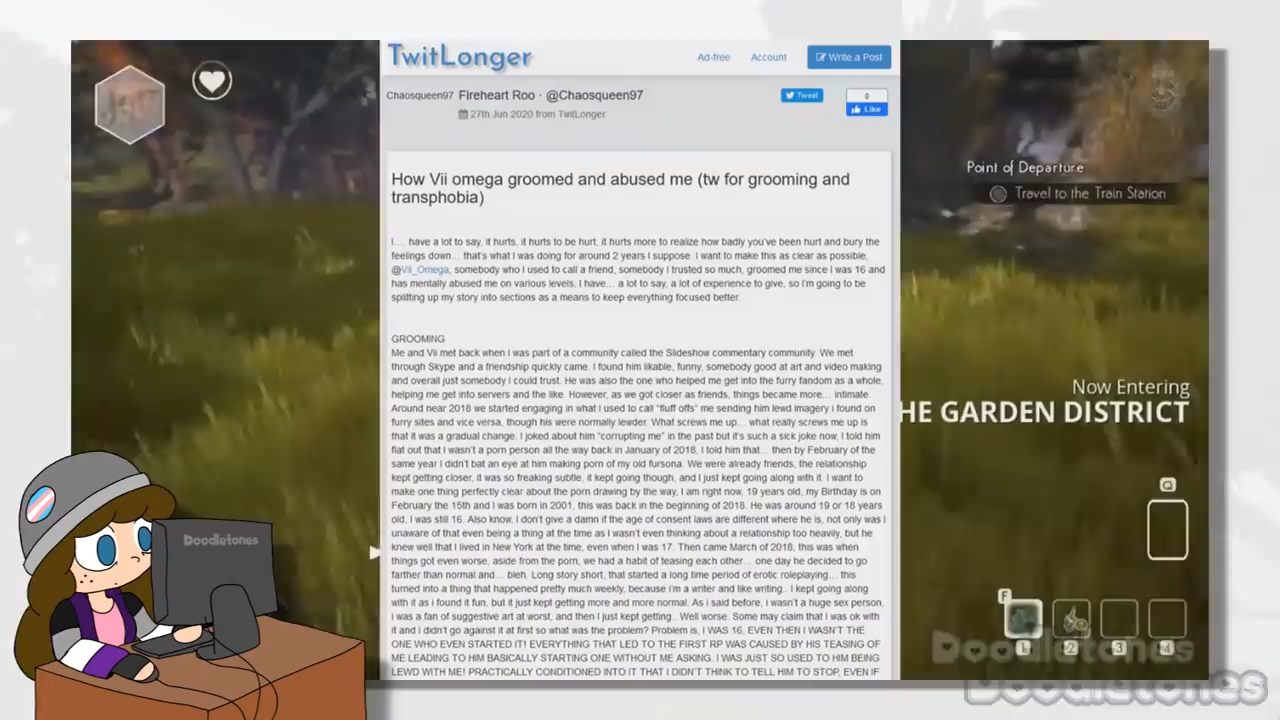 TwitLonger
Ad-free
Account
Write a Post
Chaosqueen97
Fireheart Roo · @Chaosqueen97
27th Jun 2020 from TwitLonger
Tweet
0
Like
How Vii omega groomed and abused me (tw for grooming and
transphobia)
I.... have a lot to say, it hurts, it hurts to be hurt, it hurts more to realize how badly you've been hurt and bury the
feelings down... that's what I was doing for around 2 years I suppose. I want to make this as clear as possible,
@Vii_Omega, somebody who I used to call a friend, somebody I trusted so much, groomed me since I was 16 and
has mentally abused me on various levels, I have... a lot to say, a lot of experience to give, so i'm going to be
splitting up my story into sections as a means to keep everything focused better.
GROOMING
Me and Vii met back when I was part of a community called the Slideshow commentary community. We met
through Skype and a friendship quickly came. I found him likable, funny, somebody good at art and video making
and overall just somebody I could trust. He was also the one who helped me get into the furry fandom as a whole,
helping me get into servers and the like. However, as we got closer as friends, things became more... intimate.
Around near 2018 we started engaging in what I used to call "fluff offs" me sending him lewd imagery i found on
furry sites and vice versa, though his were normally lewder. What screws me up... what really screws me up is
that it was a gradual change. I joked about him "corrupting me" in the past but it's such a sick joke now, I told him
flat out that I wasn't a porn person all the way back in January of 2018, I told him that... then by February of the
same year I didn't bat an eye at him making porn of my old fursona. We were already friends, the relationship
kept getting closer, it was so freaking subtle, it kept going though, and I just kept going along with it. I want to
make one thing perfectly clear about the porn drawing by the way, I am right now, 19 years old, my Birthday is on
February the 15th and I was born in 2001, this was back in the beginning of 2018. He was around 19 or 18 years
old. I was still 16. Also know, I don't give a damn if the age of consent laws are different where he is, not only was I
unaware of that even being a thing at the time as I wasn't even thinking about a relationship too heavily, but he
knew well that I lived in New York at the time, even when I was 17. Then came March of 2018, this was when
things got even worse, aside from the porn, we had a habit of teasing each other... one day he decided to go
farther than normal and... bleh. Long story short, that started a long time period of erotic roleplaying... this
turned into a thing that happened pretty much weekly, because i'm a writer and like writing.. I kept going along
with it as i found it fun, but it just kept getting more and more normal. As i said before, i wasn't a huge sex person,
i was a fan of suggestive art at worst, and then I just kept getting.. Well worse. Some may claim that I was ok with
it and i didn't go against it at first so what was the problem? Problem is, I WAS 16, EVEN THEN I WASN'T THE
ONE WHO EVEN STARTED IT! EVERYTHING THAT LED TO THE FIRST RP WAS CAUSED BY HIS TEASING OF
ME LEADING TO HIM BASICALLY STARTING ONE WITHOUT ME ASKING. I WAS JUST SO USED TO HIM BEING
LEWD WITH ME! PRACTICALLY CONDITIONED INTO IT THAT I DIDN'T THINK TO TELL HIM TO STOP, EVEN IF
Point of Departure
Travel to the Train Station
Now Entering
HE GARDEN DISTRICT
Q
F
Doodletones
Doodletones
Doodletones